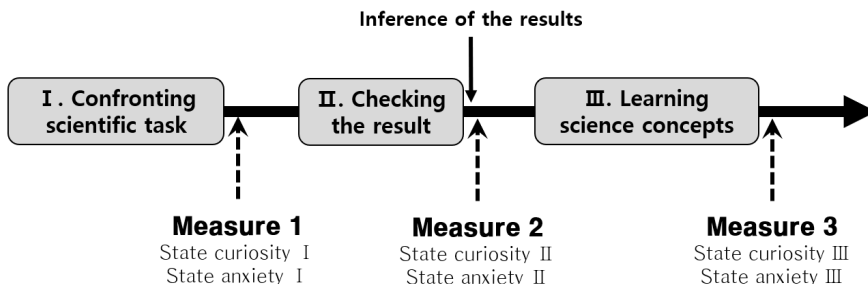 Inference of the results
Ⅰ. Confronting
scientific task
Ⅱ. Checking
the result
Ⅲ. Learning
science concepts
Measure 1
State curiosity Ⅰ
State anxiety Ⅰ
Measure 2
State curiosity Ⅱ
State anxiety Ⅱ
Measure 3
State curiosity Ⅲ
State anxiety Ⅲ